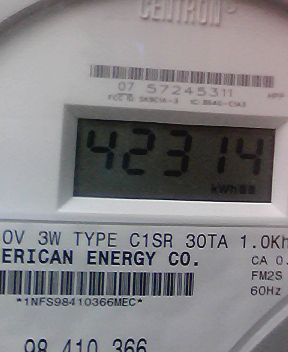 CENTRON
07 57245311
42314
kWh
0V 3W TYPE C1SR 30TA 1.0Kh
ERICAN ENERGY CO.
CA 0.
FM2S
60Hz
*1NFS98410366MEC*
98 410 366